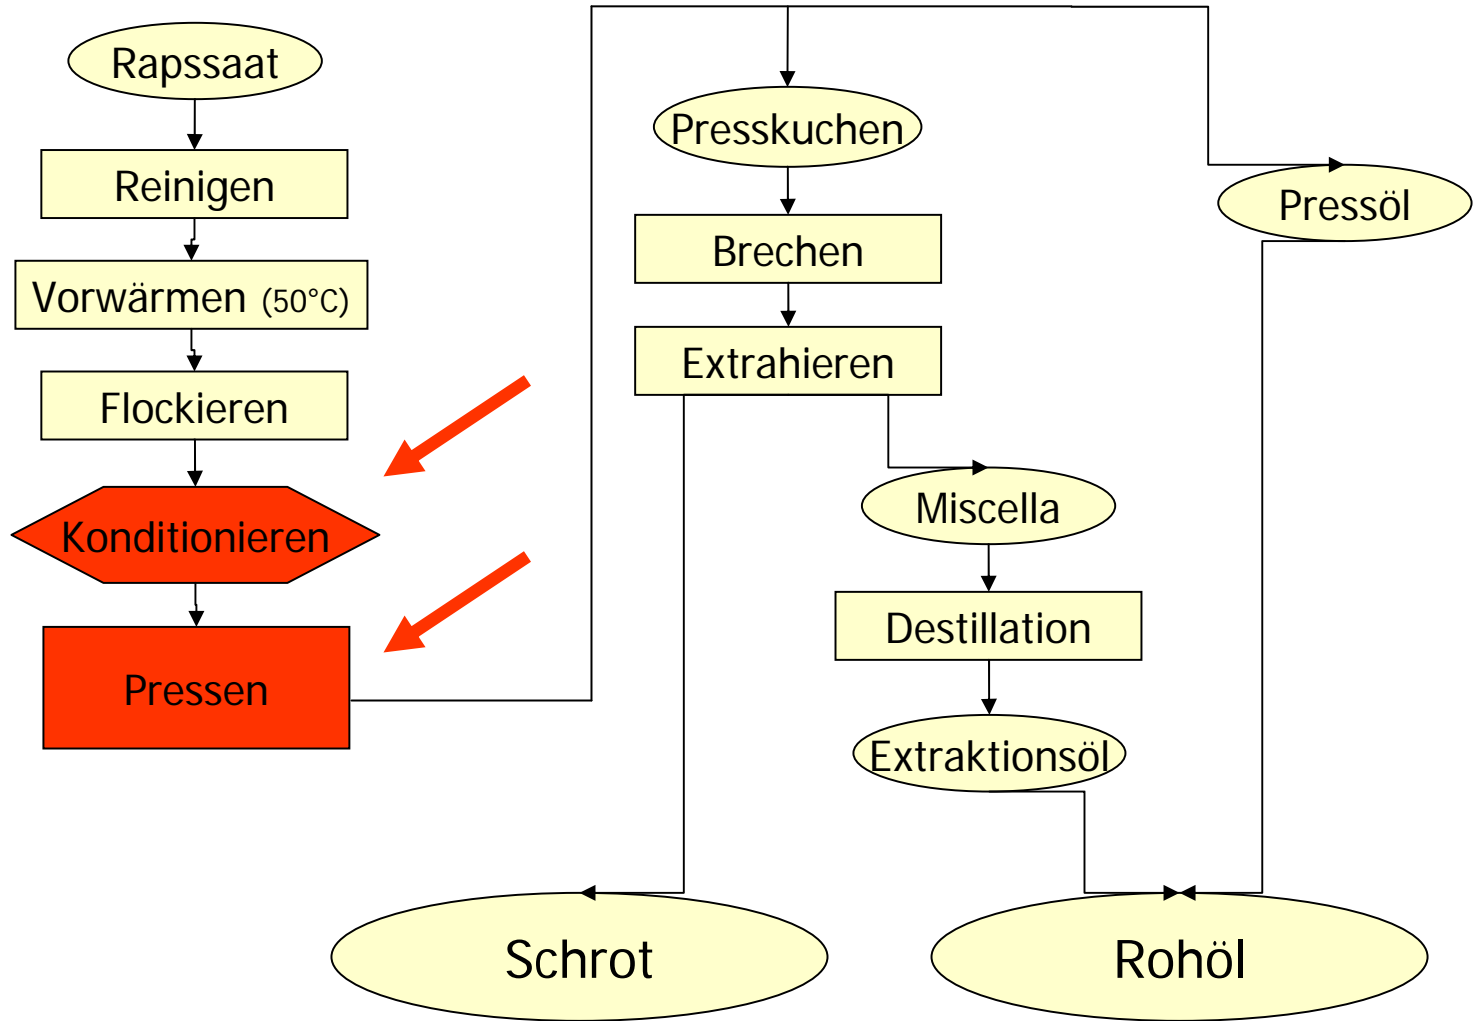 Rapssaat
Reinigen
Vorwärmen (50°C)
Flockieren
Konditionieren
Pressen
Presskuchen
Brechen
Extrahieren
Miscella
Destillation
Extraktionsöl
Pressöl
Schrot
Rohöl